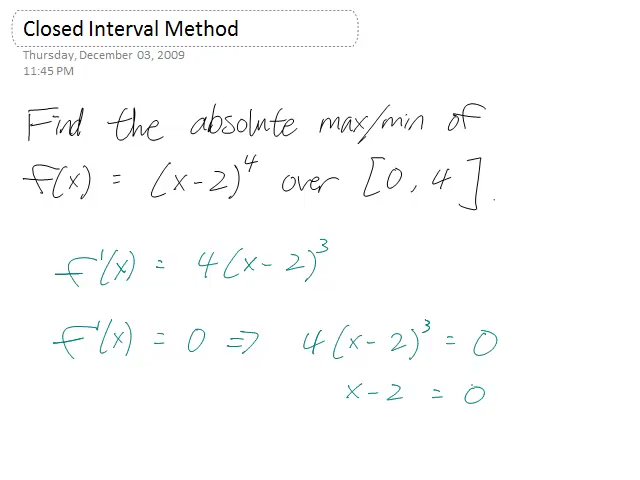 Closed Interval Method
Thursday, December 03, 2009
11:45 PM
Find the absolute max/min of
f(x) = (x-2)^4 over [0, 4].
f'(x) = 4(x-2)^3
f'(x) = 0 ⇒ 4(x-2)^3 = 0
x-2 = 0